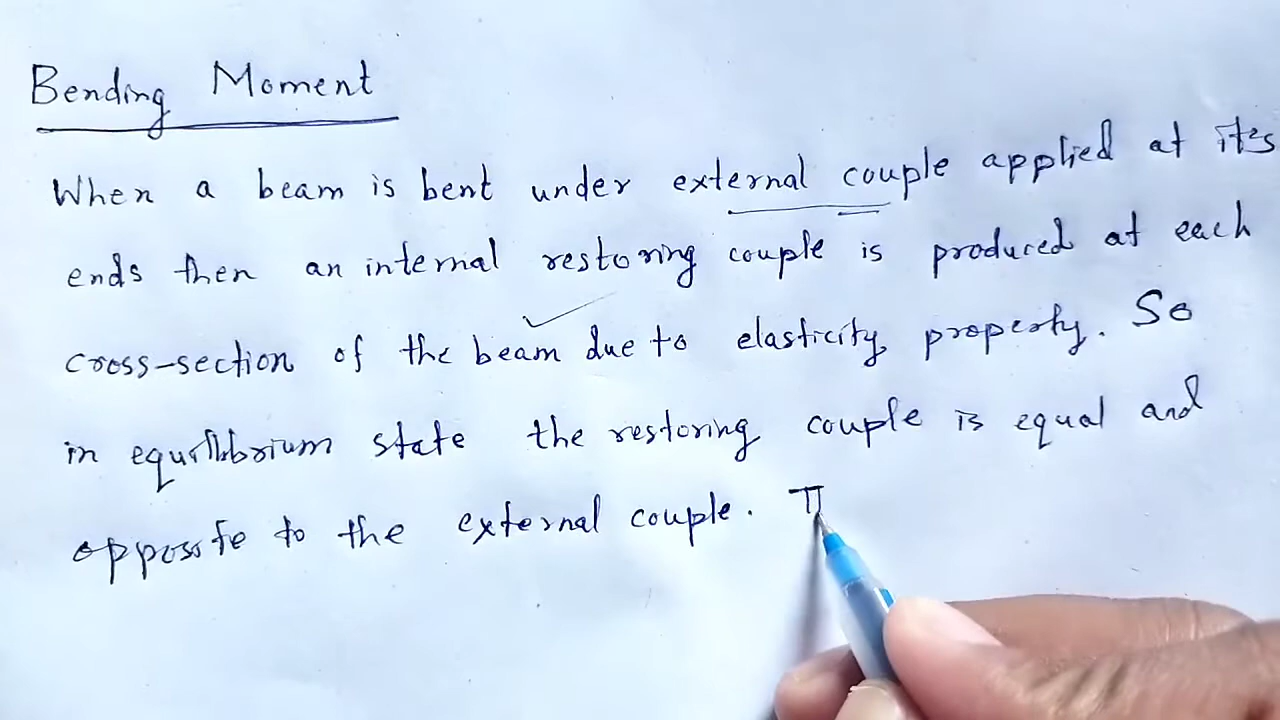 Bending Moment
When a beam is bent under external couple applied at it's
ends then an internal restoring couple is produced at each
cross-section of the beam due to elasticity property. So
in equilibrium state the restoring couple is equal and
opposite to the external couple.